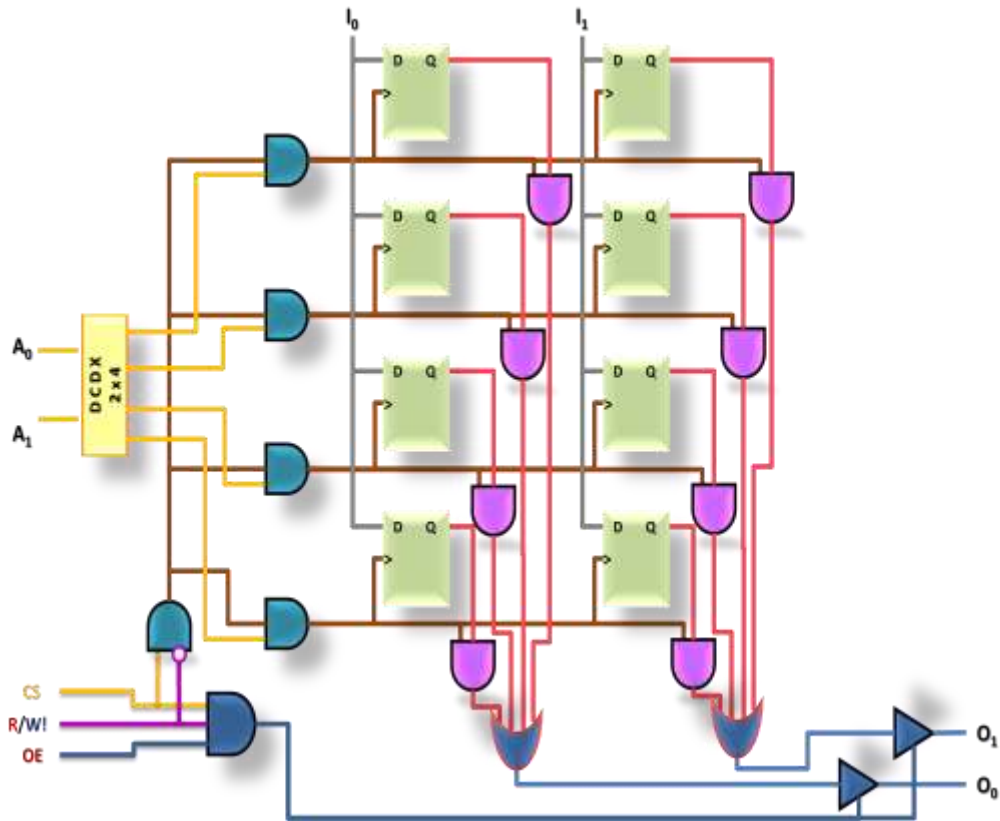 I₀ I₁
D Q D Q
> >
D Q D Q
> >
A₀
DCDX
2x4
A₁
D Q D Q
> >
D Q D Q
> >
CS
R/W!
OE
O₁
O₀